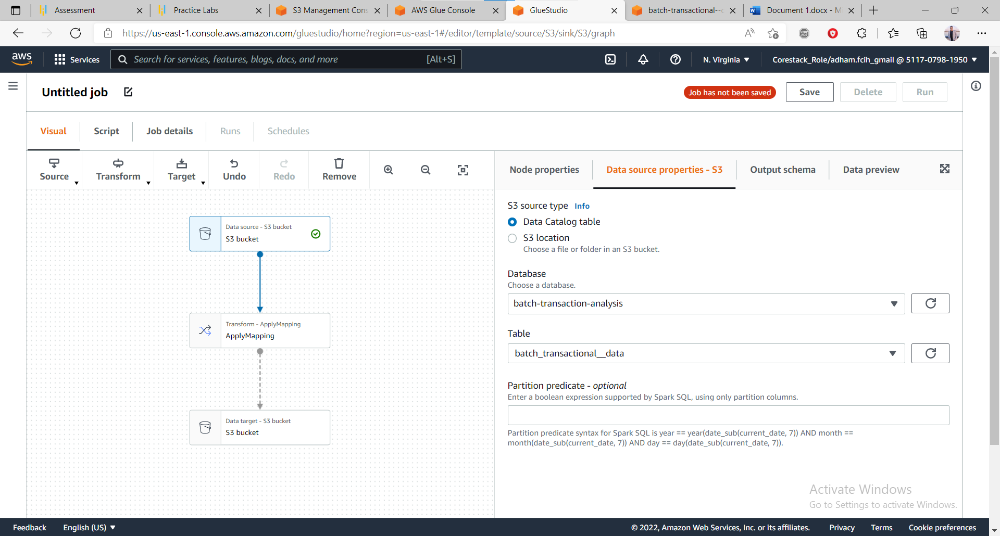 Assessment
Practice Labs
S3 Management Cons
AWS Glue Console
GlueStudio
batch-transactional--c
Document 1.docx - M
https://us-east-1.console.aws.amazon.com/gluestudio/home?region=us-east-1#/editor/template/source/S3/sink/S3/graph
aws
Services
Search for services, features, blogs, docs, and more
[Alt+S]
N. Virginia
Corestack_Role/adham.fcih_gmail @ 5117-0798-1950
Untitled job
Job has not been saved
Save
Delete
Run
Visual
Script
Job details
Runs
Schedules
Source
Transform
Target
Undo
Redo
Remove
Node properties
Data source properties - S3
Output schema
Data preview
Data source - S3 bucket
S3 bucket
Transform - ApplyMapping
ApplyMapping
Data target - S3 bucket
S3 bucket
S3 source type Info
Data Catalog table
S3 location
Choose a file or folder in an S3 bucket.
Database
Choose a database.
batch-transaction-analysis
Table
batch_transactional__data
Partition predicate - optional
Enter a boolean expression supported by Spark SQL, using only partition columns.
Partition predicate syntax for Spark SQL is year == year(date_sub(current_date, 7)) AND month ==
month(date_sub(current_date, 7)) AND day == day(date_sub(current_date, 7)).
Activate Windows
Go to Settings to activate Windows.
Feedback
English (US)
© 2022, Amazon Web Services, Inc. or its affiliates.
Privacy
Terms
Cookie preferences